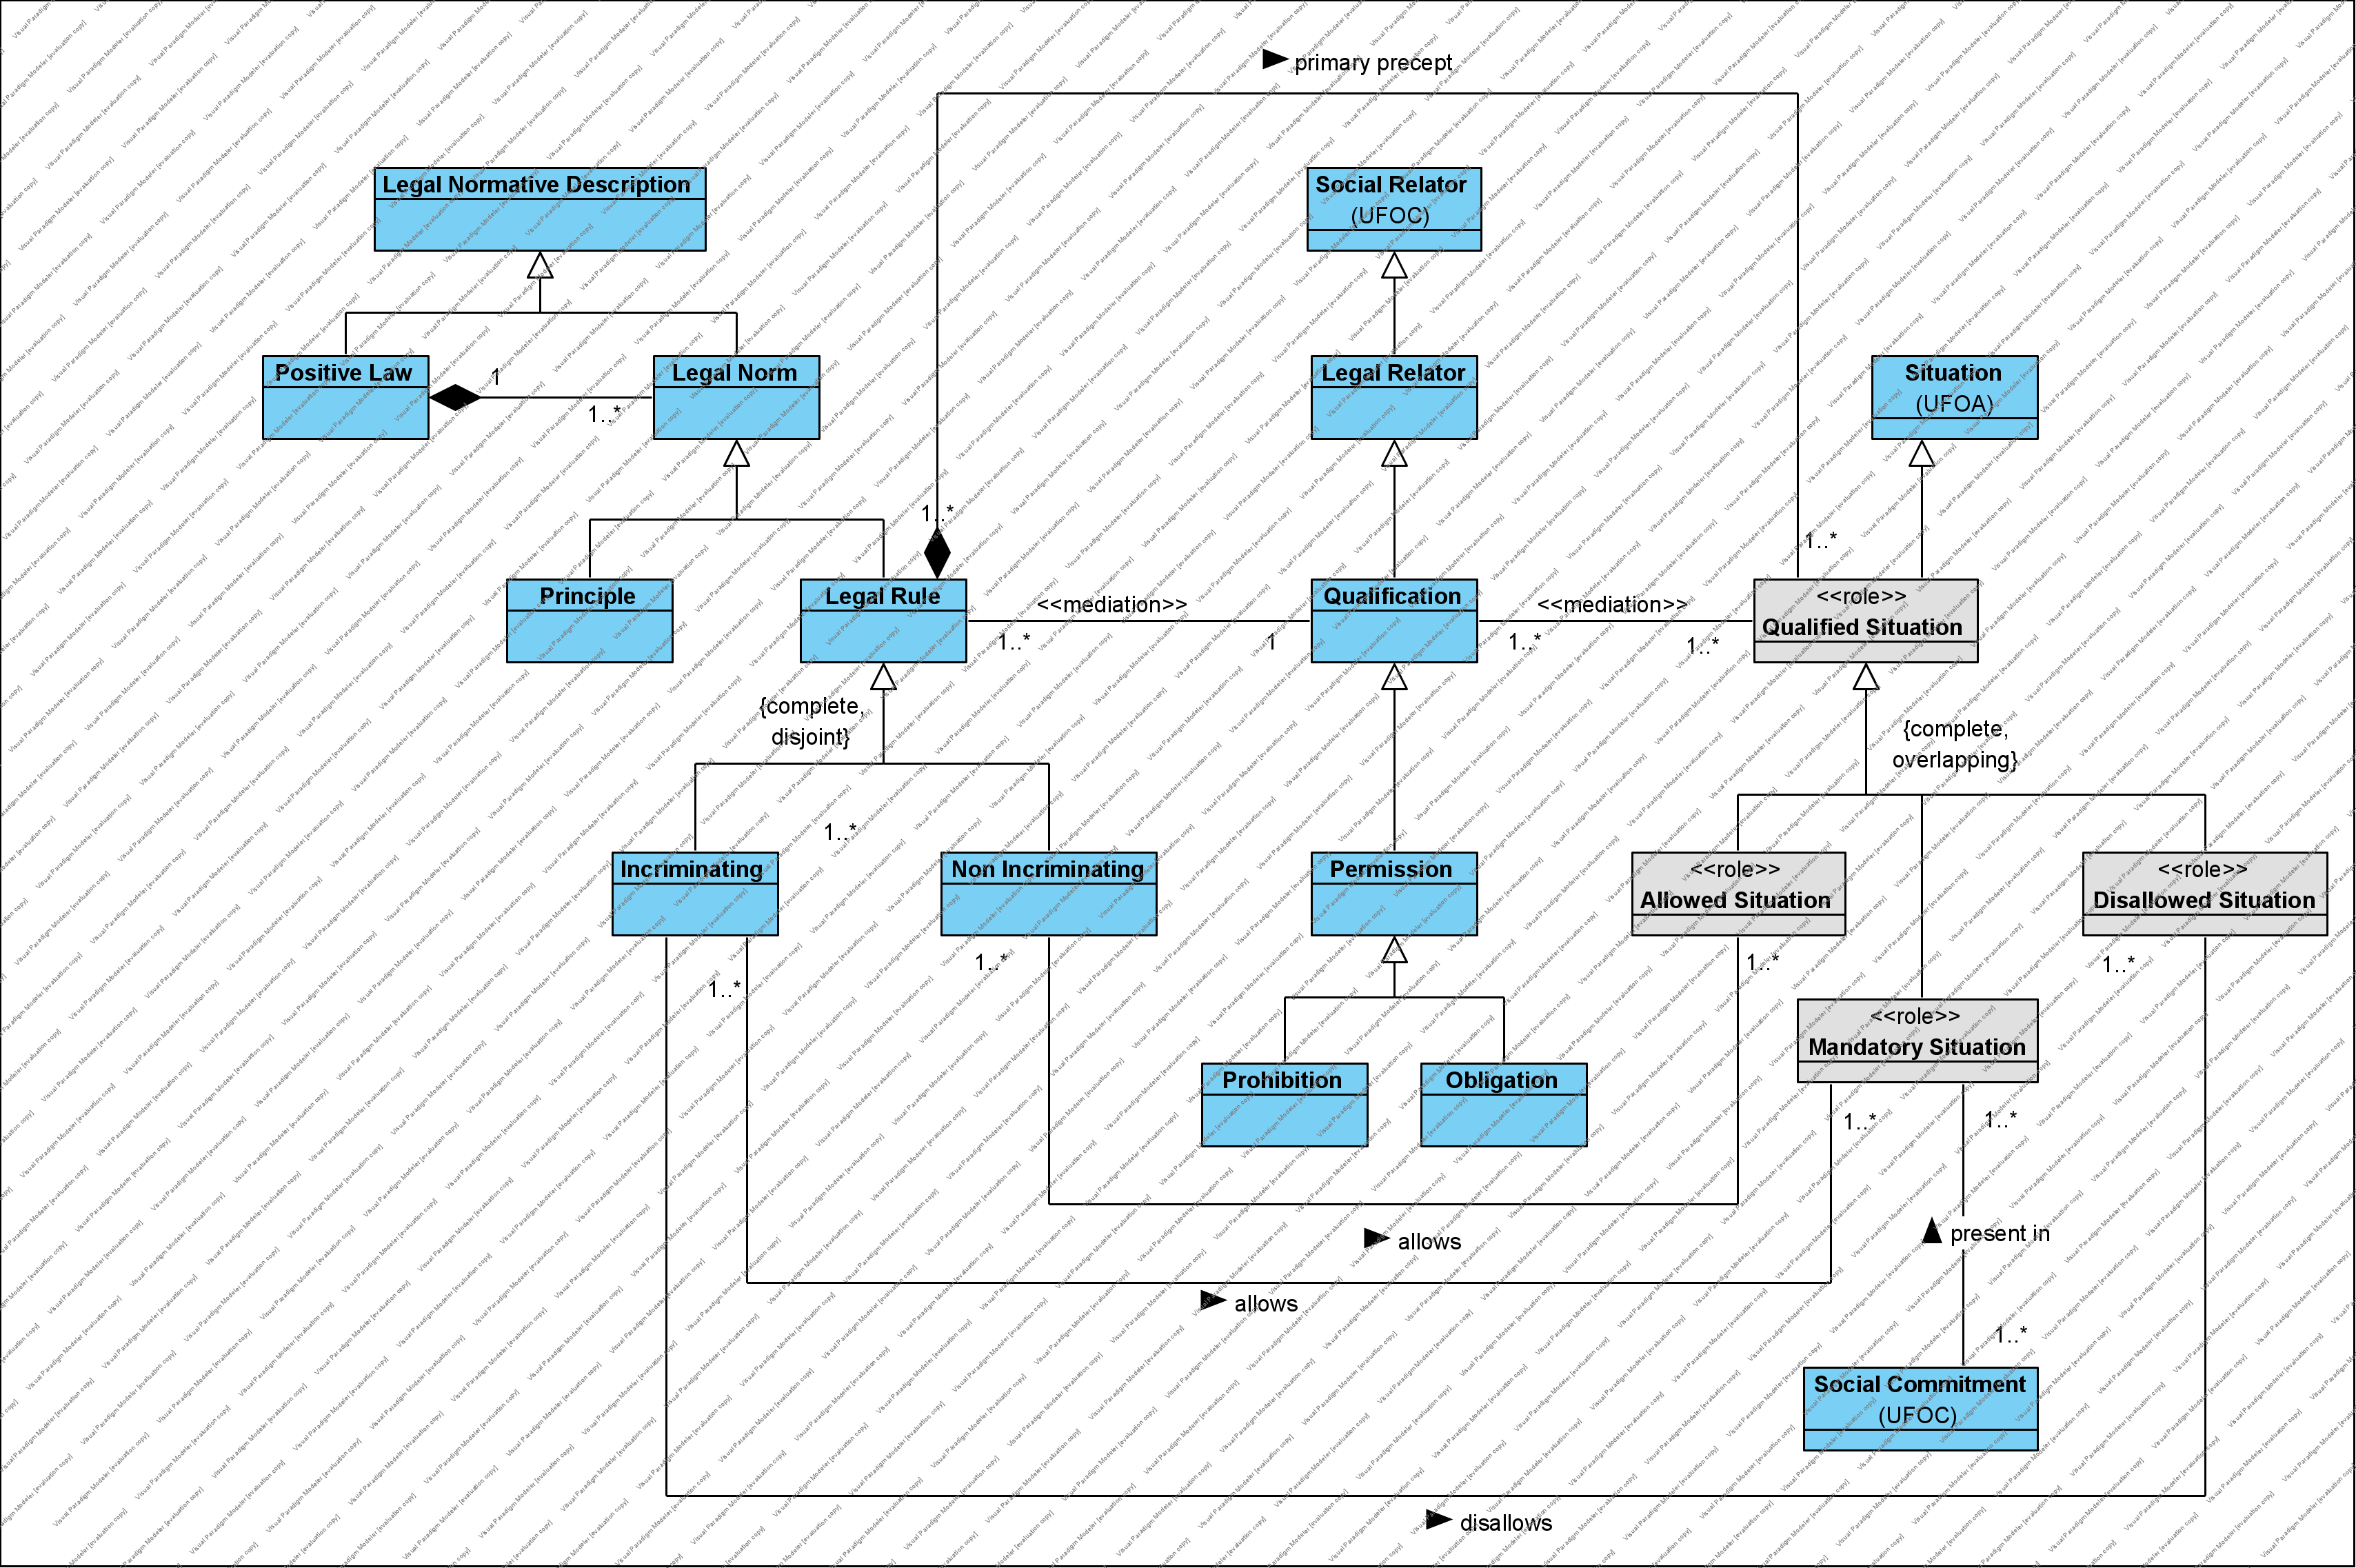 primary precept
Legal Normative Description
Social Relator
(UFOC)
Positive Law
1
1..*
Legal Norm
Legal Relator
Situation
(UFOA)
1..*
1..*
Principle
Legal Rule
<<mediation>>
1..*
1
Qualification
<<mediation>>
1..*
1..*
<<role>>
Qualified Situation
{complete,
disjoint}
{complete,
overlapping}
1..*
Incriminating
Non Incriminating
Permission
<<role>>
Allowed Situation
<<role>>
Disallowed Situation
1..*
1..*
1..*
1..*
<<role>>
Mandatory Situation
Prohibition
Obligation
1..*
1..*
present in
allows
allows
1..*
Social Commitment
(UFOC)
disallows
Visual Paradigm Modeler [evaluation copy]